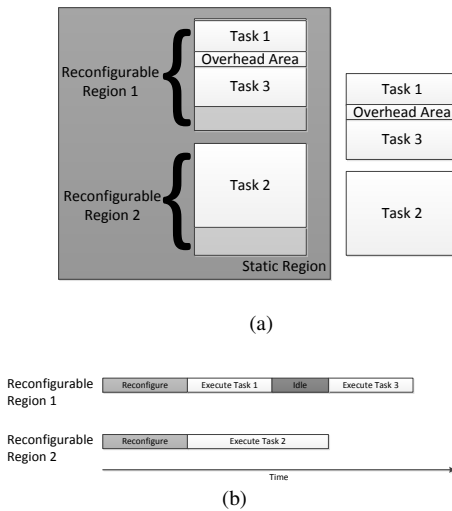 Task 1
Overhead Area
Task 3
Reconfigurable
Region 1
Task 2
Reconfigurable
Region 2
Static Region
Task 1
Overhead Area
Task 3
Task 2
(a)
Reconfigurable
Region 1
Reconfigure
Execute Task 1
Idle
Execute Task 3
Reconfigurable
Region 2
Reconfigure
Execute Task 2
Time
(b)